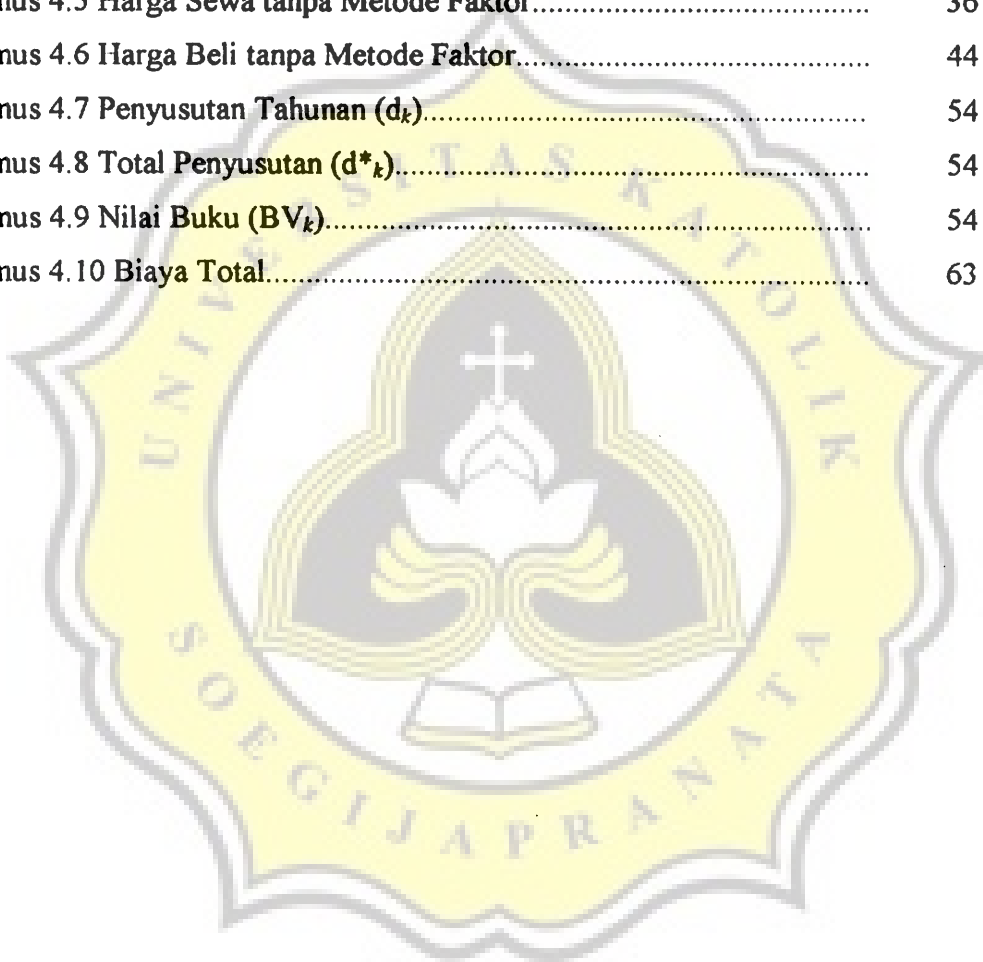 mus 4.5 Harga Sewa tanpa Metode Faktor.......................................... 36
mus 4.6 Harga Beli tanpa Metode Faktor............................................ 44
mus 4.7 Penyusutan Tahunan (dk)....................................................... 54
mus 4.8 Total Penyusutan (d*k)........................................................... 54
mus 4.9 Nilai Buku (BVk).................................................................... 54
mus 4.10 Biaya Total........................................................................... 63
UNIVERSITAS KATOLIK
SOEGIJAPRANATA